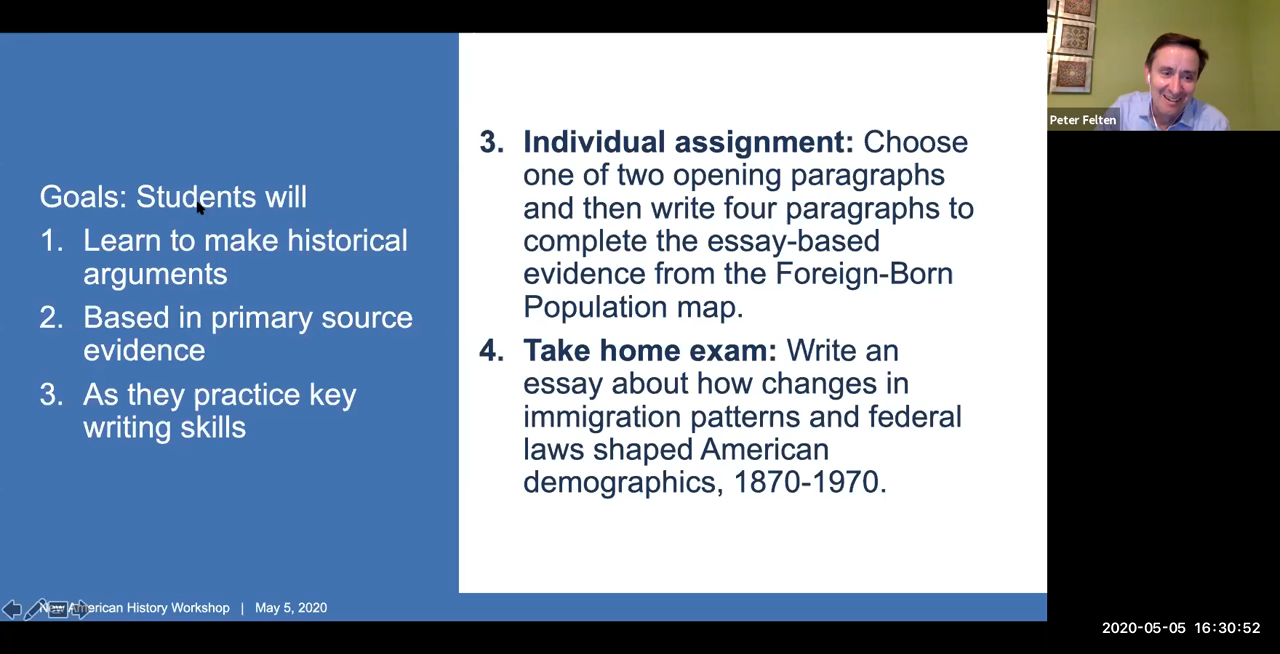 Goals: Students will
1. Learn to make historical
arguments
2. Based in primary source
evidence
3. As they practice key
writing skills
3. Individual assignment: Choose
one of two opening paragraphs
and then write four paragraphs to
complete the essay-based
evidence from the Foreign-Born
Population map.
4. Take home exam: Write an
essay about how changes in
immigration patterns and federal
laws shaped American
demographics, 1870-1970.
New American History Workshop | May 5, 2020
Peter Felten
2020-05-05 16:30:52